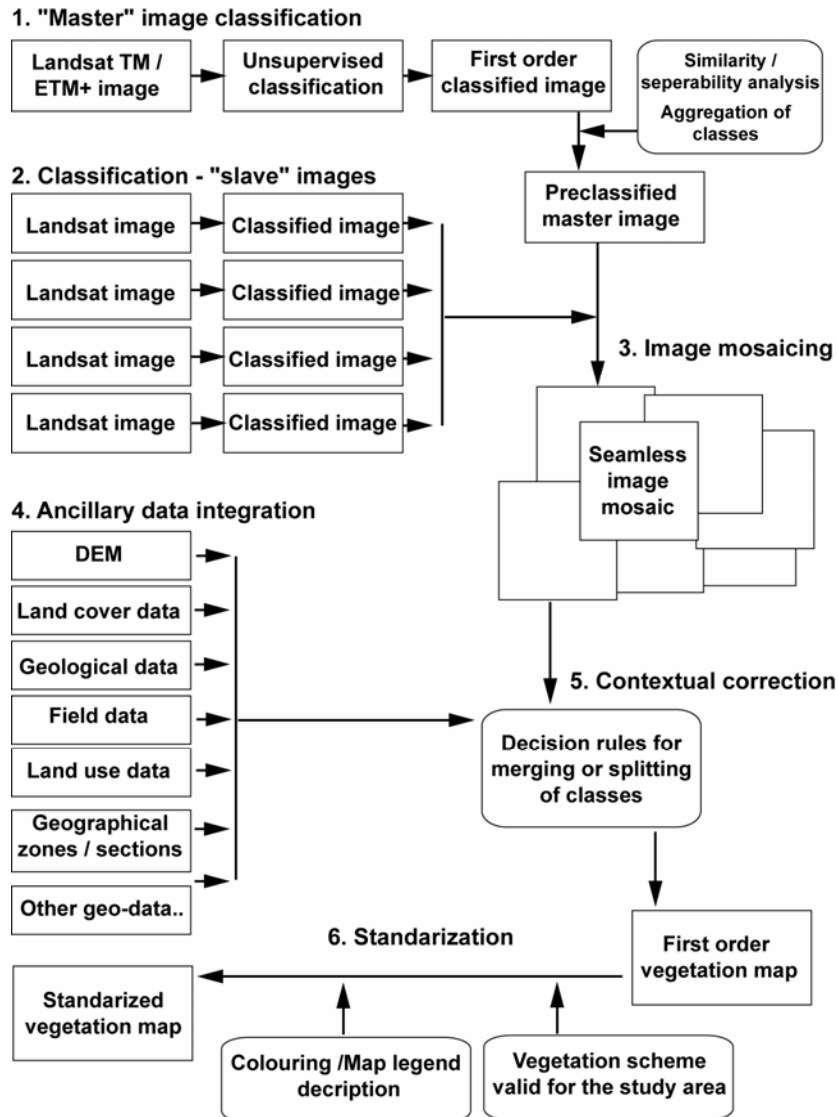 1. "Master" image classification
Landsat TM /
ETM+ image
Unsupervised
classification
First order
classified image
Similarity /
seperability analysis
Aggregation of
classes
2. Classification - "slave" images
Preclassified
master image
Landsat image
Classified image
Landsat image
Classified image
Landsat image
Classified image
Landsat image
Classified image
3. Image mosaicing
Seamless
image
mosaic
4. Ancillary data integration
DEM
Land cover data
Geological data
Field data
Land use data
Geographical
zones / sections
Other geo-data..
5. Contextual correction
Decision rules for
merging or splitting
of classes
First order
vegetation map
6. Standarization
Standarized
vegetation map
Colouring /Map legend
decription
Vegetation scheme
valid for the study area